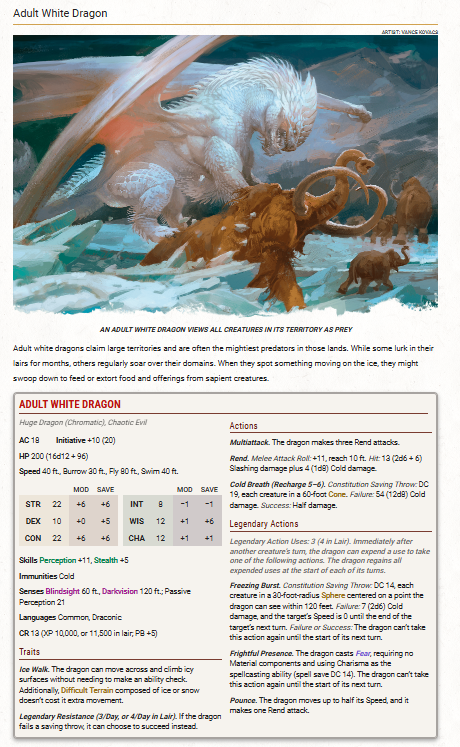 Adult White Dragon
ARTIST: VANCE KOVACS
AN ADULT WHITE DRAGON VIEWS ALL CREATURES IN ITS TERRITORY AS PREY
Adult white dragons claim large territories and are often the mightiest predators in those lands. While some lurk in their
lairs for months, others regularly soar over their domains. When they spot something moving on the ice, they might
swoop down to feed or extort food and offerings from sapient creatures.
ADULT WHITE DRAGON
Huge Dragon (Chromatic), Chaotic Evil
AC 18 Initiative +10 (20)
HP 200 (16d12 + 96)
Speed 40 ft., Burrow 30 ft., Fly 80 ft., Swim 40 ft.
MOD SAVE MOD SAVE
STR 22 +6 +6 INT 8 −1 −1
DEX 10 +0 +5 WIS 12 +1 +6
CON 22 +6 +6 CHA 12 +1 +1
Skills Perception +11, Stealth +5
Immunities Cold
Senses Blindsight 60 ft., Darkvision 120 ft.; Passive
Perception 21
Languages Common, Draconic
CR 13 (XP 10,000, or 11,500 in lair; PB +5)
Traits
Ice Walk. The dragon can move across and climb icy
surfaces without needing to make an ability check.
Additionally, Difficult Terrain composed of ice or snow
doesn't cost it extra movement.
Legendary Resistance (3/Day, or 4/Day in Lair). If the dragon
fails a saving throw, it can choose to succeed instead.
Actions
Multiattack. The dragon makes three Rend attacks.
Rend. Melee Attack Roll: +11, reach 10 ft. Hit: 13 (2d6 + 6)
Slashing damage plus 4 (1d8) Cold damage.
Cold Breath (Recharge 5–6). Constitution Saving Throw: DC
19, each creature in a 60-foot Cone. Failure: 54 (12d8) Cold
damage. Success: Half damage.
Legendary Actions
Legendary Action Uses: 3 (4 in Lair). Immediately after
another creature's turn, the dragon can expend a use to take
one of the following actions. The dragon regains all
expended uses at the start of each of its turns.
Freezing Burst. Constitution Saving Throw: DC 14, each
creature in a 30-foot-radius Sphere centered on a point the
dragon can see within 120 feet. Failure: 7 (2d6) Cold
damage, and the target's Speed is 0 until the end of the
target's next turn. Failure or Success: The dragon can't take
this action again until the start of its next turn.
Frightful Presence. The dragon casts Fear, requiring no
Material components and using Charisma as the
spellcasting ability (spell save DC 14). The dragon can't take
this action again until the start of its next turn.
Pounce. The dragon moves up to half its Speed, and it
makes one Rend attack.